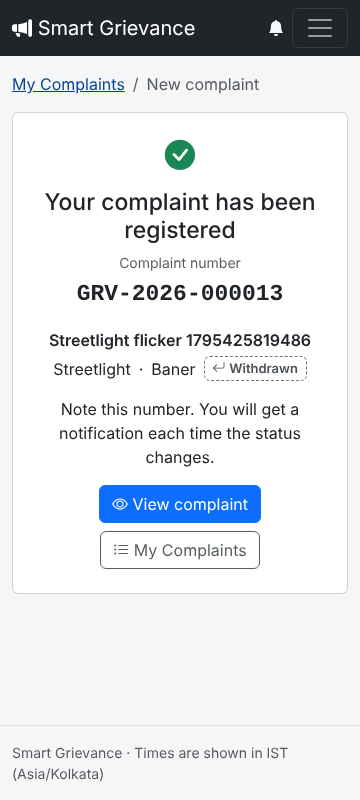 Smart Grievance
My Complaints / New complaint
Your complaint has been
registered
Complaint number
GRV-2026-000013
Streetlight flicker 1795425819486
Streetlight · Baner Withdrawn
Note this number. You will get a
notification each time the status
changes.
View complaint
My Complaints
Smart Grievance · Times are shown in IST
(Asia/Kolkata)